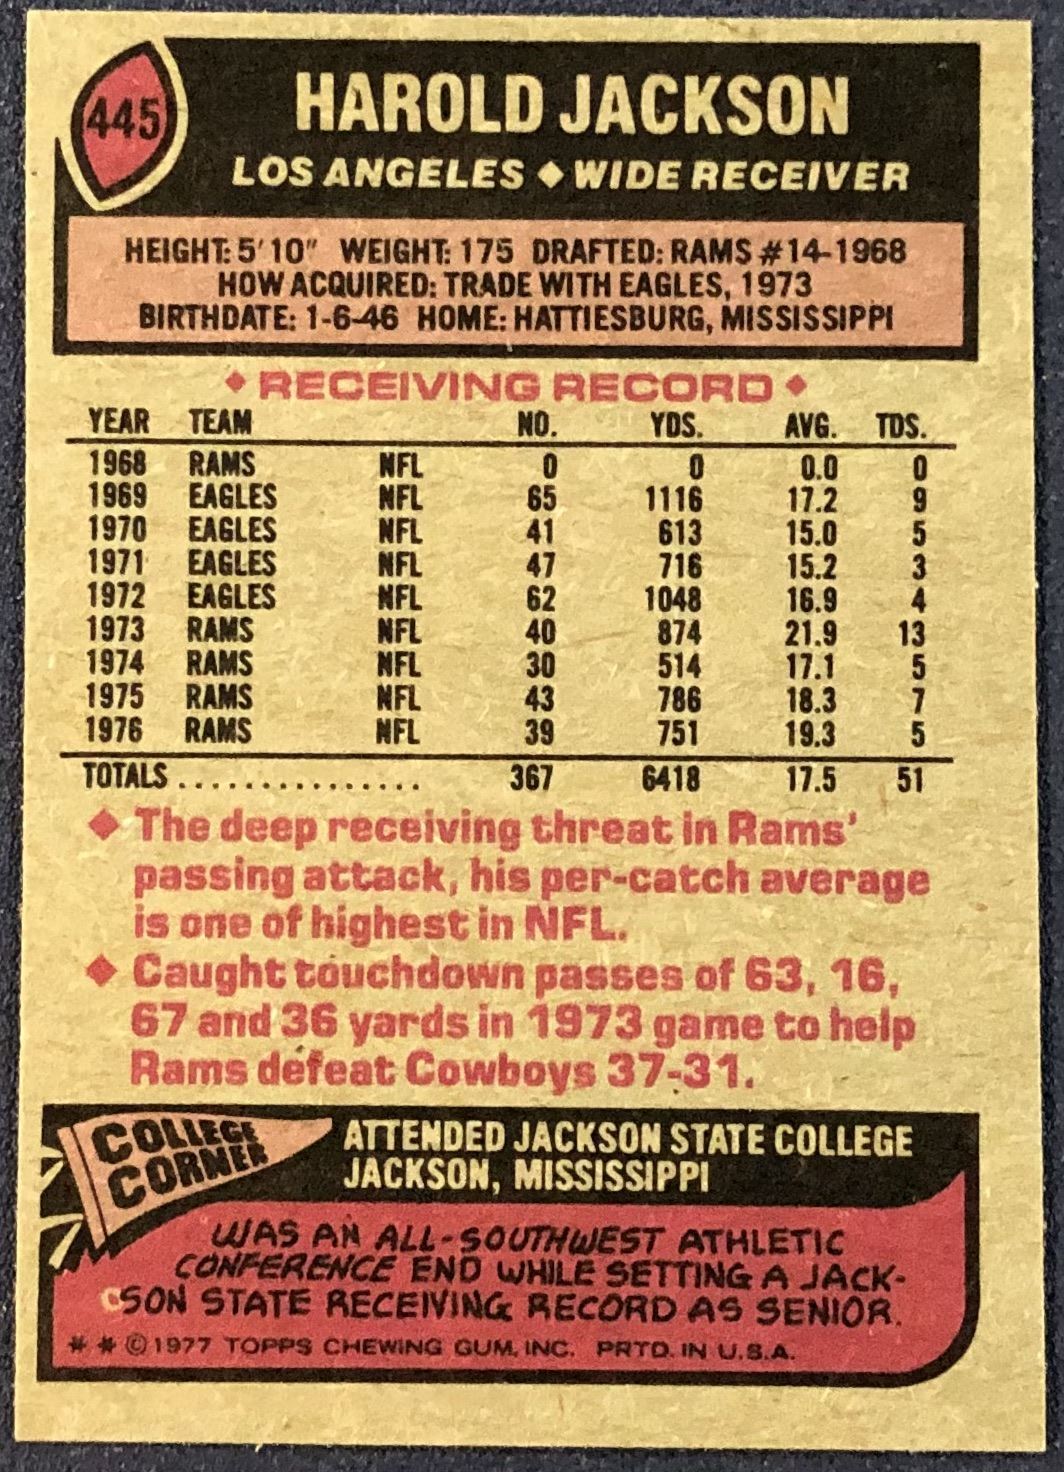 445
HAROLD JACKSON
LOS ANGELES ◆ WIDE RECEIVER
HEIGHT: 5' 10" WEIGHT: 175 DRAFTED: RAMS #14-1968
HOW ACQUIRED: TRADE WITH EAGLES, 1973
BIRTHDATE: 1-6-46 HOME: HATTIESBURG, MISSISSIPPI
◆ RECEIVING RECORD ◆
YEAR TEAM NO. YDS. AVG. TDS.
1968 RAMS NFL 0 0 0.0 0
1969 EAGLES NFL 65 1116 17.2 9
1970 EAGLES NFL 41 613 15.0 5
1971 EAGLES NFL 47 716 15.2 3
1972 EAGLES NFL 62 1048 16.9 4
1973 RAMS NFL 40 874 21.9 13
1974 RAMS NFL 30 514 17.1 5
1975 RAMS NFL 43 786 18.3 7
1976 RAMS NFL 39 751 19.3 5
TOTALS ............... 367 6418 17.5 51
◆ The deep receiving threat in Rams'
passing attack, his per-catch average
is one of highest in NFL.
◆ Caught touchdown passes of 63, 16,
67 and 36 yards in 1973 game to help
Rams defeat Cowboys 37-31.
COLLEGE
CORNER
ATTENDED JACKSON STATE COLLEGE
JACKSON, MISSISSIPPI
WAS AN ALL-SOUTHWEST ATHLETIC
CONFERENCE END WHILE SETTING A JACK-
SON STATE RECEIVING RECORD AS SENIOR.
* * © 1977 TOPPS CHEWING GUM, INC. PRTD. IN U.S.A.